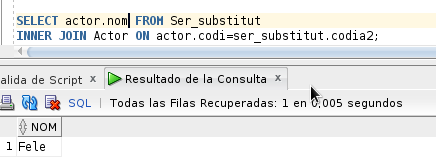 SELECT actor.nom FROM Ser_substitut
INNER JOIN Actor ON actor.codi=ser_substitut.codia2;
alida de Script x Resultado de la Consulta x
SQL | Todas las Filas Recuperadas: 1 en 0,005 segundos
NOM
1 Fele